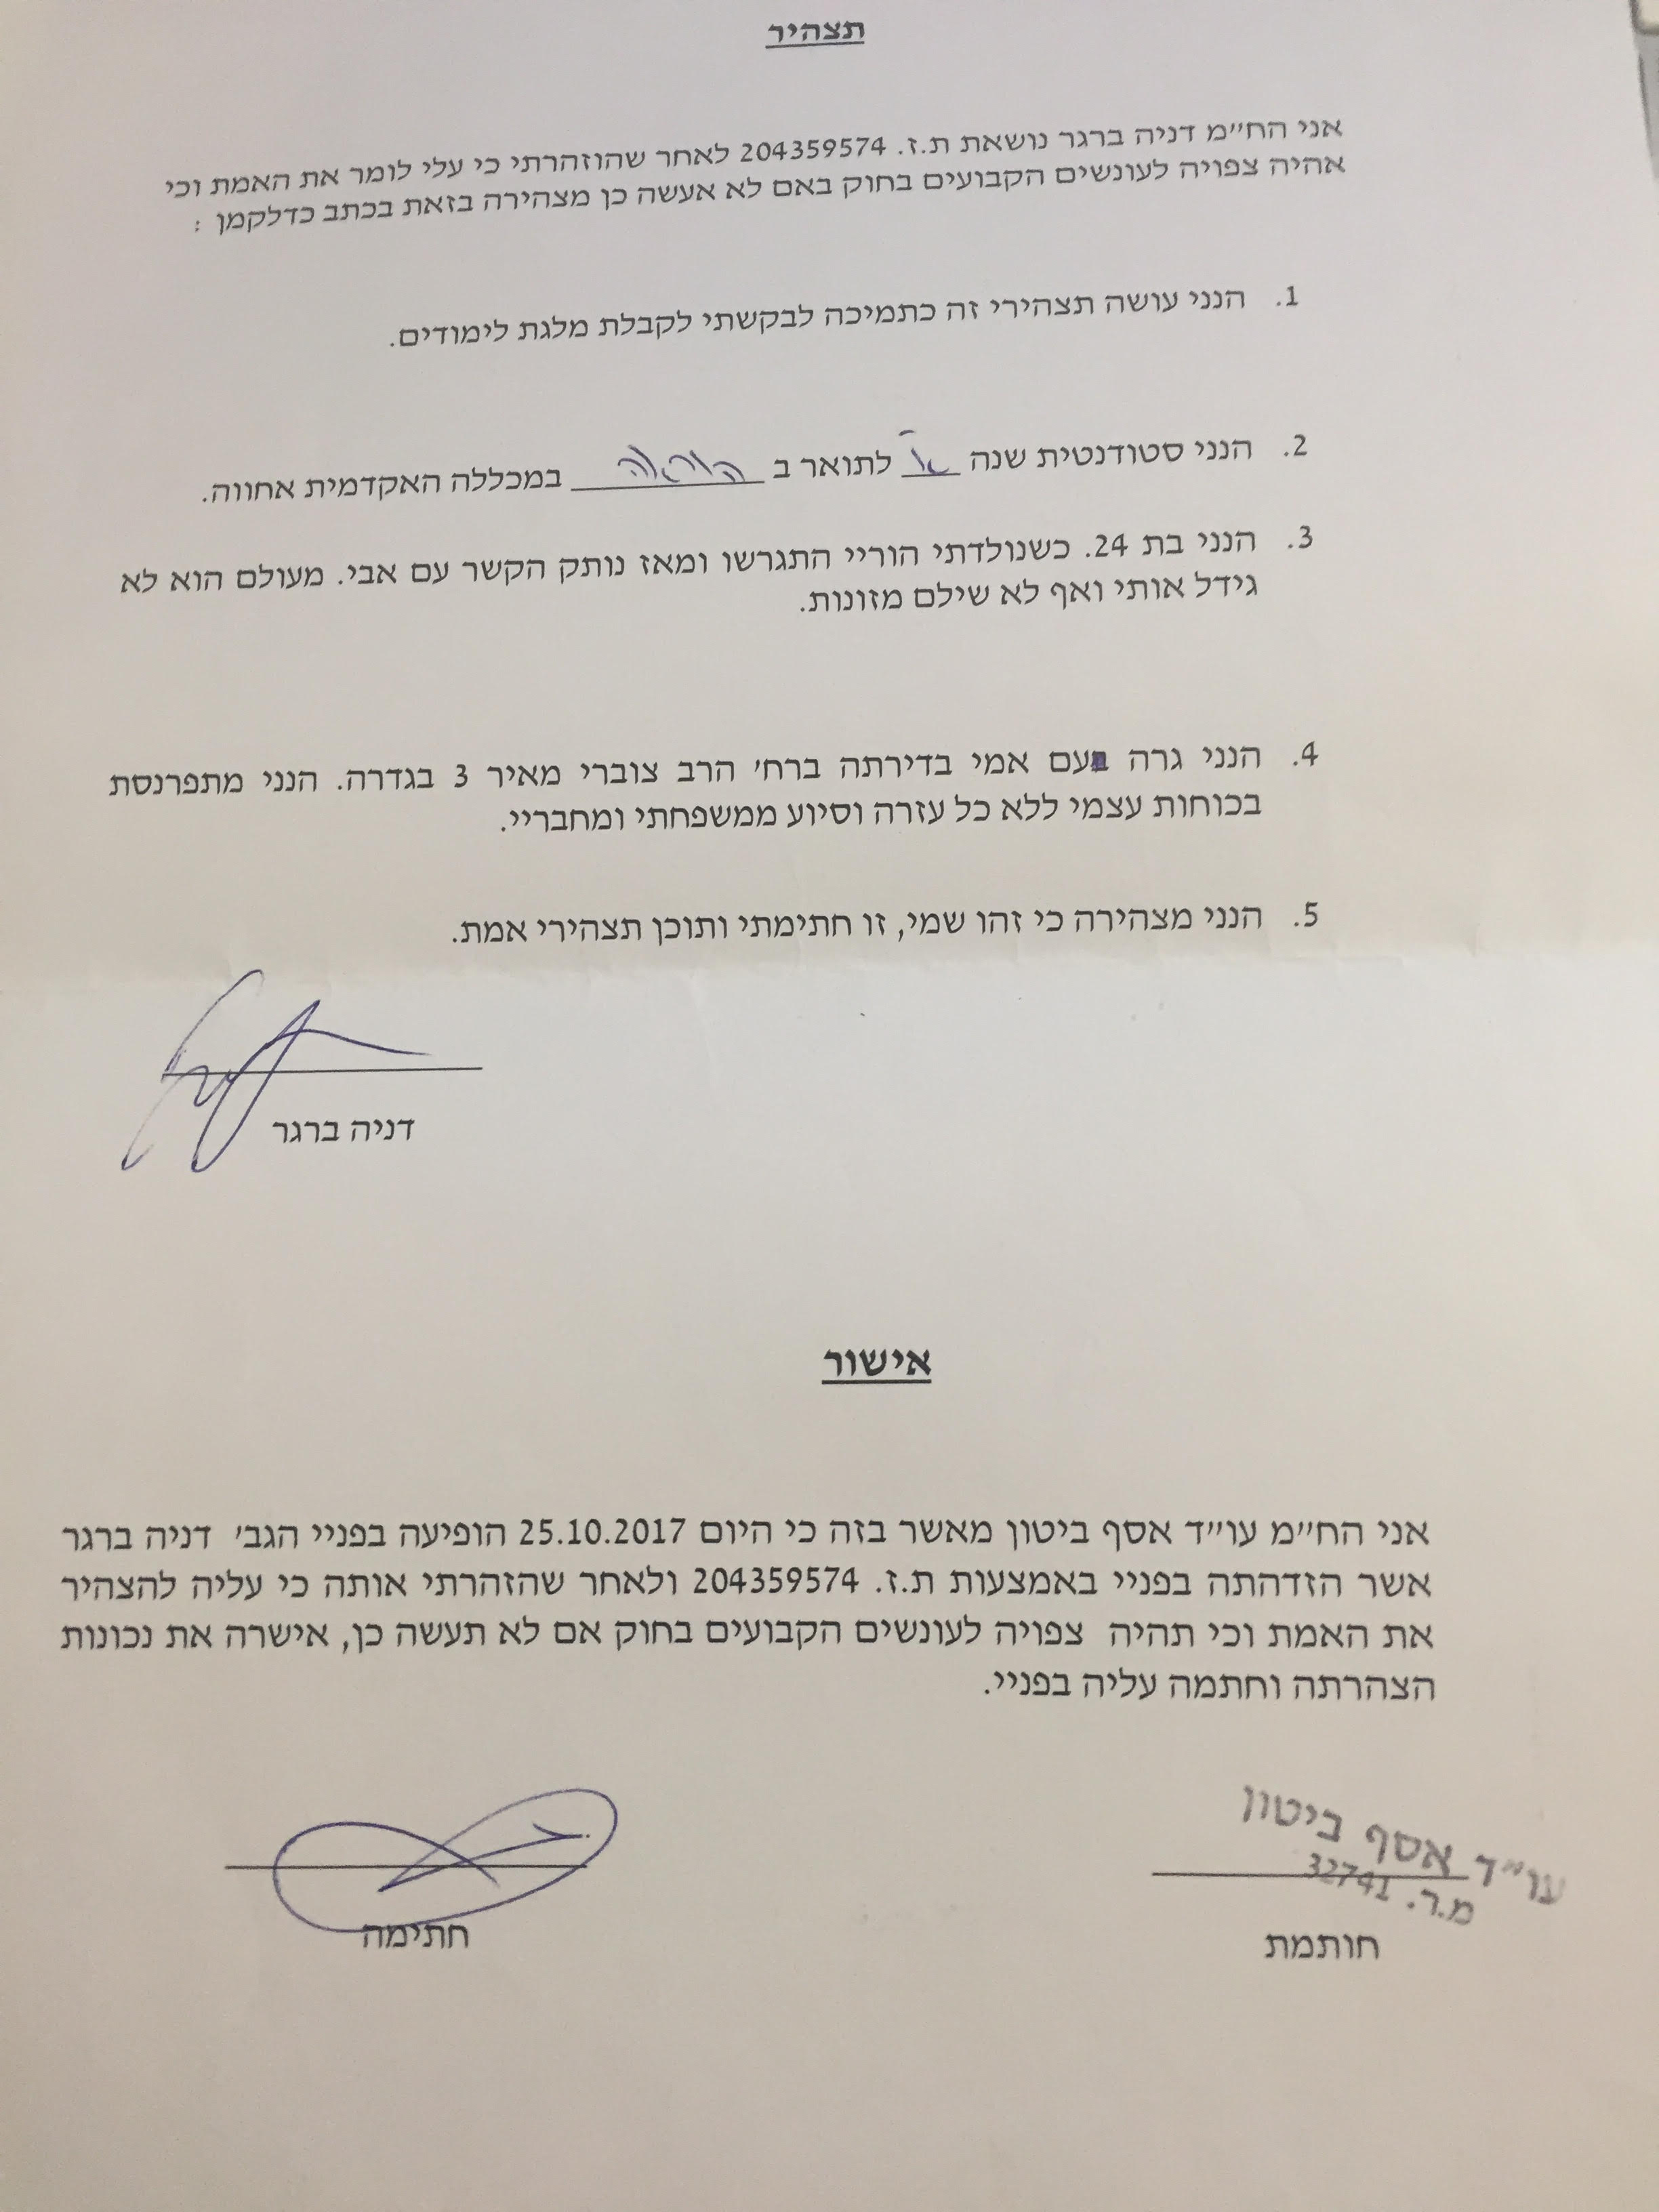 תצהיר
אני הח״מ דניה ברגר נושאת ת.ז. 204359574 לאחר שהוזהרתי כי עלי לומר את האמת וכי
אהיה צפויה לעונשים הקבועים בחוק באם לא אעשה כן מצהירה בזאת בכתב כדלקמן :
1. הנני עושה תצהירי זה כתמיכה לבקשתי לקבלת מלגת לימודים.
2. הנני סטודנטית שנה לתואר ב הוראה במכללה האקדמית אחווה.
3. הנני בת 24. כשנולדתי הוריי התגרשו ומאז נותק הקשר עם אבי. מעולם הוא לא
גידל אותי ואף לא שילם מזונות.
4. הנני גרה עם אמי בדירתה ברח׳ הרב צוברי מאיר 3 בגדרה. הנני מתפרנסת
בכוחות עצמי ללא כל עזרה וסיוע ממשפחתי ומחבריי.
5. הנני מצהירה כי זהו שמי, זו חתימתי ותוכן תצהירי אמת.
דניה ברגר
אישור
אני הח״מ עו״ד אסף ביטון מאשר בזה כי היום 25.10.2017 הופיעה בפניי הגב׳ דניה ברגר
אשר הזדהתה בפניי באמצעות ת.ז. 204359574 ולאחר שהזהרתי אותה כי עליה להצהיר
את האמת וכי תהיה צפויה לעונשים הקבועים בחוק אם לא תעשה כן, אישרה את נכונות
הצהרתה וחתמה עליה בפניי.
עו״ד אסף ביטון
מ.ר. 32741
חותמת
חתימה